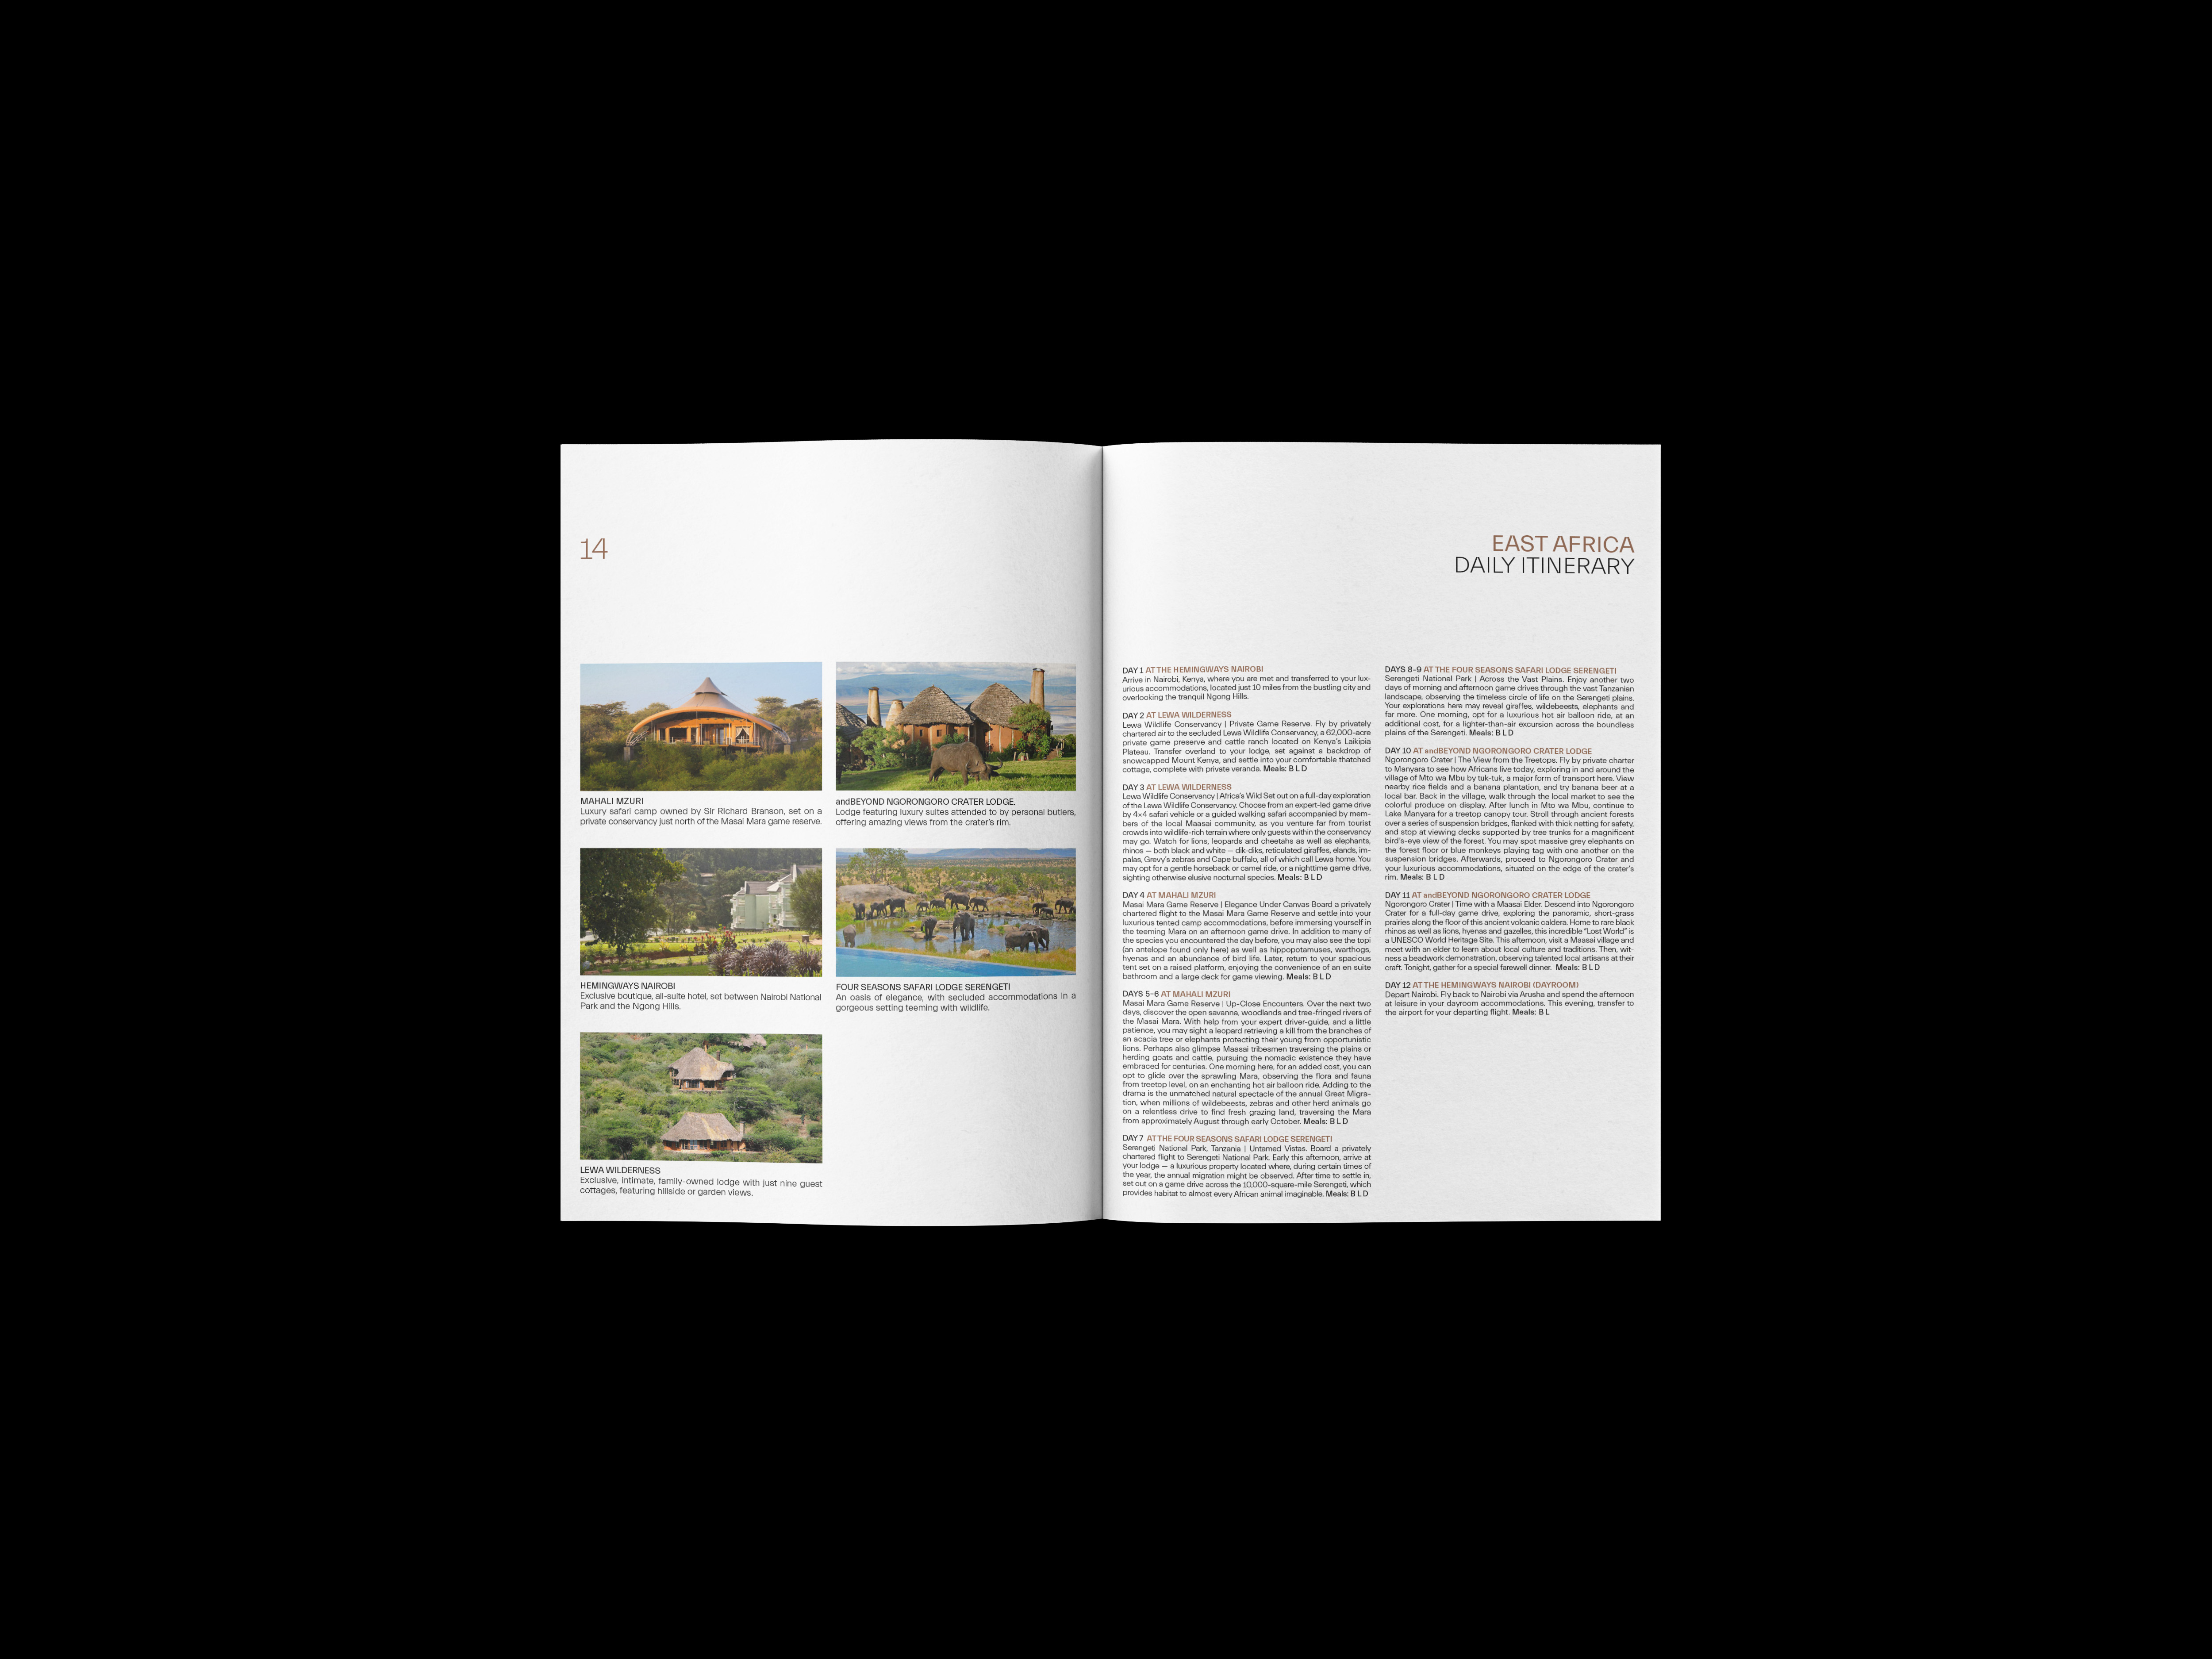 14
MAHALI MZURI
Luxury safari camp owned by Sir Richard Branson, set on a
private conservancy just north of the Masai Mara game reserve.
andBEYOND NGORONGORO CRATER LODGE.
Lodge featuring luxury suites attended to by personal butlers,
offering amazing views from the crater's rim.
HEMINGWAYS NAIROBI
Exclusive boutique, all-suite hotel, set between Nairobi National
Park and the Ngong Hills.
FOUR SEASONS SAFARI LODGE SERENGETI
An oasis of elegance, with secluded accommodations in a
gorgeous setting teeming with wildlife.
LEWA WILDERNESS
Exclusive, intimate, family-owned lodge with just nine guest
cottages, featuring hillside or garden views.
EAST AFRICA
DAILY ITINERARY
DAY 1 AT THE HEMINGWAYS NAIROBI
Arrive in Nairobi, Kenya, where you are met and transferred to your lux-
urious accommodations, located just 10 miles from the bustling city and
overlooking the tranquil Ngong Hills.
DAY 2 AT LEWA WILDERNESS
Lewa Wildlife Conservancy | Private Game Reserve. Fly by privately
chartered air to the secluded Lewa Wildlife Conservancy, a 62,000-acre
private game preserve and cattle ranch located on Kenya's Laikipia
Plateau. Transfer overland to your lodge, set against a backdrop of
snowcapped Mount Kenya, and settle into your comfortable thatched
cottage, complete with private veranda. Meals: B L D
DAY 3 AT LEWA WILDERNESS
Lewa Wildlife Conservancy | Africa's Wild Set out on a full-day exploration
of the Lewa Wildlife Conservancy. Choose from an expert-led game drive
by 4×4 safari vehicle or a guided walking safari accompanied by mem-
bers of the local Maasai community, as you venture far from tourist
crowds into wildlife-rich terrain where only guests within the conservancy
may go. Watch for lions, leopards and cheetahs as well as elephants,
rhinos — both black and white — dik-diks, reticulated giraffes, elands, im-
palas, Grevy's zebras and Cape buffalo, all of which call Lewa home. You
may opt for a gentle horseback or camel ride, or a nighttime game drive,
sighting otherwise elusive nocturnal species. Meals: B L D
DAY 4 AT MAHALI MZURI
Masai Mara Game Reserve | Elegance Under Canvas Board a privately
chartered flight to the Masai Mara Game Reserve and settle into your
luxurious tented camp accommodations, before immersing yourself in
the teeming Mara on an afternoon game drive. In addition to many of
the species you encountered the day before, you may also see the topi
(an antelope found only here) as well as hippopotamuses, warthogs,
hyenas and an abundance of bird life. Later, return to your spacious
tent set on a raised platform, enjoying the convenience of an en suite
bathroom and a large deck for game viewing. Meals: B L D
DAYS 5-6 AT MAHALI MZURI
Masai Mara Game Reserve | Up-Close Encounters. Over the next two
days, discover the open savanna, woodlands and tree-fringed rivers of
the Masai Mara. With help from your expert driver-guide, and a little
patience, you may sight a leopard retrieving a kill from the branches of
an acacia tree or elephants protecting their young from opportunistic
lions. Perhaps also glimpse Maasai tribesmen traversing the plains or
herding goats and cattle, pursuing the nomadic existence they have
embraced for centuries. One morning here, for an added cost, you can
opt to glide over the sprawling Mara, observing the flora and fauna
from treetop level, on an enchanting hot air balloon ride. Adding to the
drama is the unmatched natural spectacle of the annual Great Migra-
tion, when millions of wildebeests, zebras and other herd animals go
on a relentless drive to find fresh grazing land, traversing the Mara
from approximately August through early October. Meals: B L D
DAY 7 AT THE FOUR SEASONS SAFARI LODGE SERENGETI
Serengeti National Park, Tanzania | Untamed Vistas. Board a privately
chartered flight to Serengeti National Park. Early this afternoon, arrive at
your lodge — a luxurious property located where, during certain times of
the year, the annual migration might be observed. After time to settle in,
set out on a game drive across the 10,000-square-mile Serengeti, which
provides habitat to almost every African animal imaginable. Meals: B L D
DAYS 8-9 AT THE FOUR SEASONS SAFARI LODGE SERENGETI
Serengeti National Park | Across the Vast Plains. Enjoy another two
days of morning and afternoon game drives through the vast Tanzanian
landscape, observing the timeless circle of life on the Serengeti plains.
Your explorations here may reveal giraffes, wildebeests, elephants and
far more. One morning, opt for a luxurious hot air balloon ride, at an
additional cost, for a lighter-than-air excursion across the boundless
plains of the Serengeti. Meals: B L D
DAY 10 AT andBEYOND NGORONGORO CRATER LODGE
Ngorongoro Crater | The View from the Treetops. Fly by private charter
to Manyara to see how Africans live today, exploring in and around the
village of Mto wa Mbu by tuk-tuk, a major form of transport here. View
nearby rice fields and a banana plantation, and try banana beer at a
local bar. Back in the village, walk through the local market to see the
colorful produce on display. After lunch in Mto wa Mbu, continue to
Lake Manyara for a treetop canopy tour. Stroll through ancient forests
over a series of suspension bridges, flanked with thick netting for safety,
and stop at viewing decks supported by tree trunks for a magnificent
bird's-eye view of the forest. You may spot massive grey elephants on
the forest floor or blue monkeys playing tag with one another on the
suspension bridges. Afterwards, proceed to Ngorongoro Crater and
your luxurious accommodations, situated on the edge of the crater's
rim. Meals: B L D
DAY 11 AT andBEYOND NGORONGORO CRATER LODGE
Ngorongoro Crater | Time with a Maasai Elder. Descend into Ngorongoro
Crater for a full-day game drive, exploring the panoramic, short-grass
prairies along the floor of this ancient volcanic caldera. Home to rare black
rhinos as well as lions, hyenas and gazelles, this incredible "Lost World" is
a UNESCO World Heritage Site. This afternoon, visit a Maasai village and
meet with an elder to learn about local culture and traditions. Then, wit-
ness a beadwork demonstration, observing talented local artisans at their
craft. Tonight, gather for a special farewell dinner. Meals: B L D
DAY 12 AT THE HEMINGWAYS NAIROBI (DAYROOM)
Depart Nairobi. Fly back to Nairobi via Arusha and spend the afternoon
at leisure in your dayroom accommodations. This evening, transfer to
the airport for your departing flight. Meals: B L